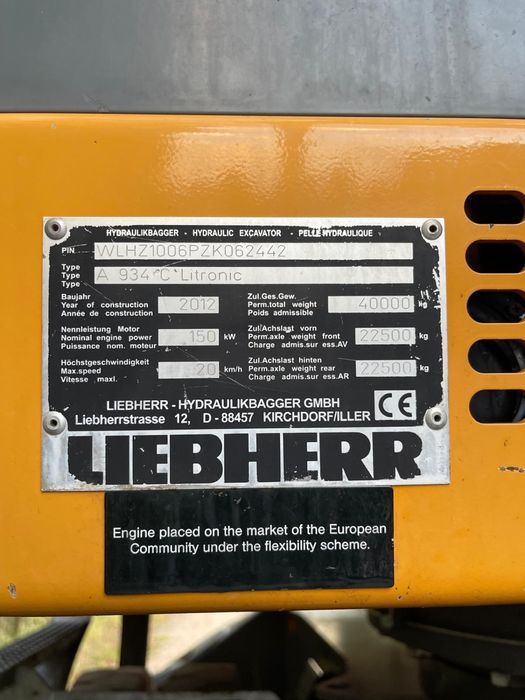 HYDRAULIKBAGGER - HYDRAULIC EXCAVATOR - PELLE HYDRAULIQUE -
PIN WLHZ1006PZK062442
Type
Type A 934 C Litronic
Type
Baujahr
Year of construction 2012
Année de construction
Zul.Ges.Gew.
Perm.total weight 40000 kg
Poids admissible
Nennleistung Motor
Nominal engine power 150 kW
Puissance nom. moteur
Zul.Achslast vorn
Perm.axle weight front 22500 kg
Charge admis.sur ess.AV
Höchstgeschwindigkeit
Max.speed 20 km/h
Vitesse maxi.
Zul.Achslast hinten
Perm.axle weight rear 22500 kg
Charge admis.sur ess.AR
LIEBHERR - HYDRAULIKBAGGER GMBH
Liebherrstrasse 12, D - 88457 KIRCHDORF/ILLER
CE
LIEBHERR
Engine placed on the market of the European
Community under the flexibility scheme.